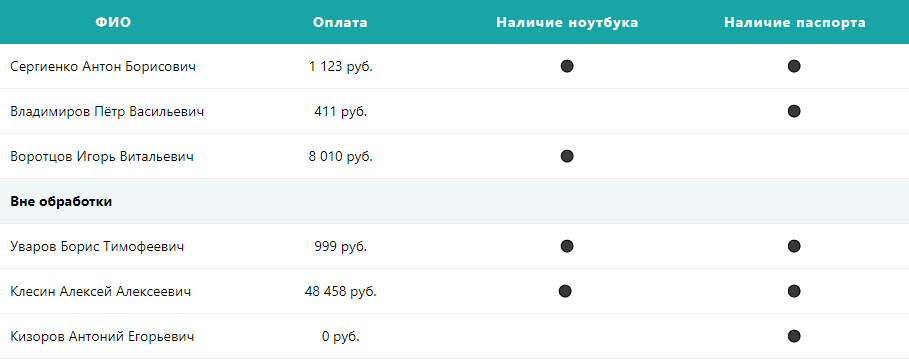 ФИО Оплата Наличие ноутбука Наличие паспорта
Сергиенко Антон Борисович 1 123 руб.
Владимиров Пётр Васильевич 411 руб.
Воротцов Игорь Витальевич 8 010 руб.
Вне обработки
Уваров Борис Тимофеевич 999 руб.
Клесин Алексей Алексеевич 48 458 руб.
Кизоров Антоний Егорьевич 0 руб.